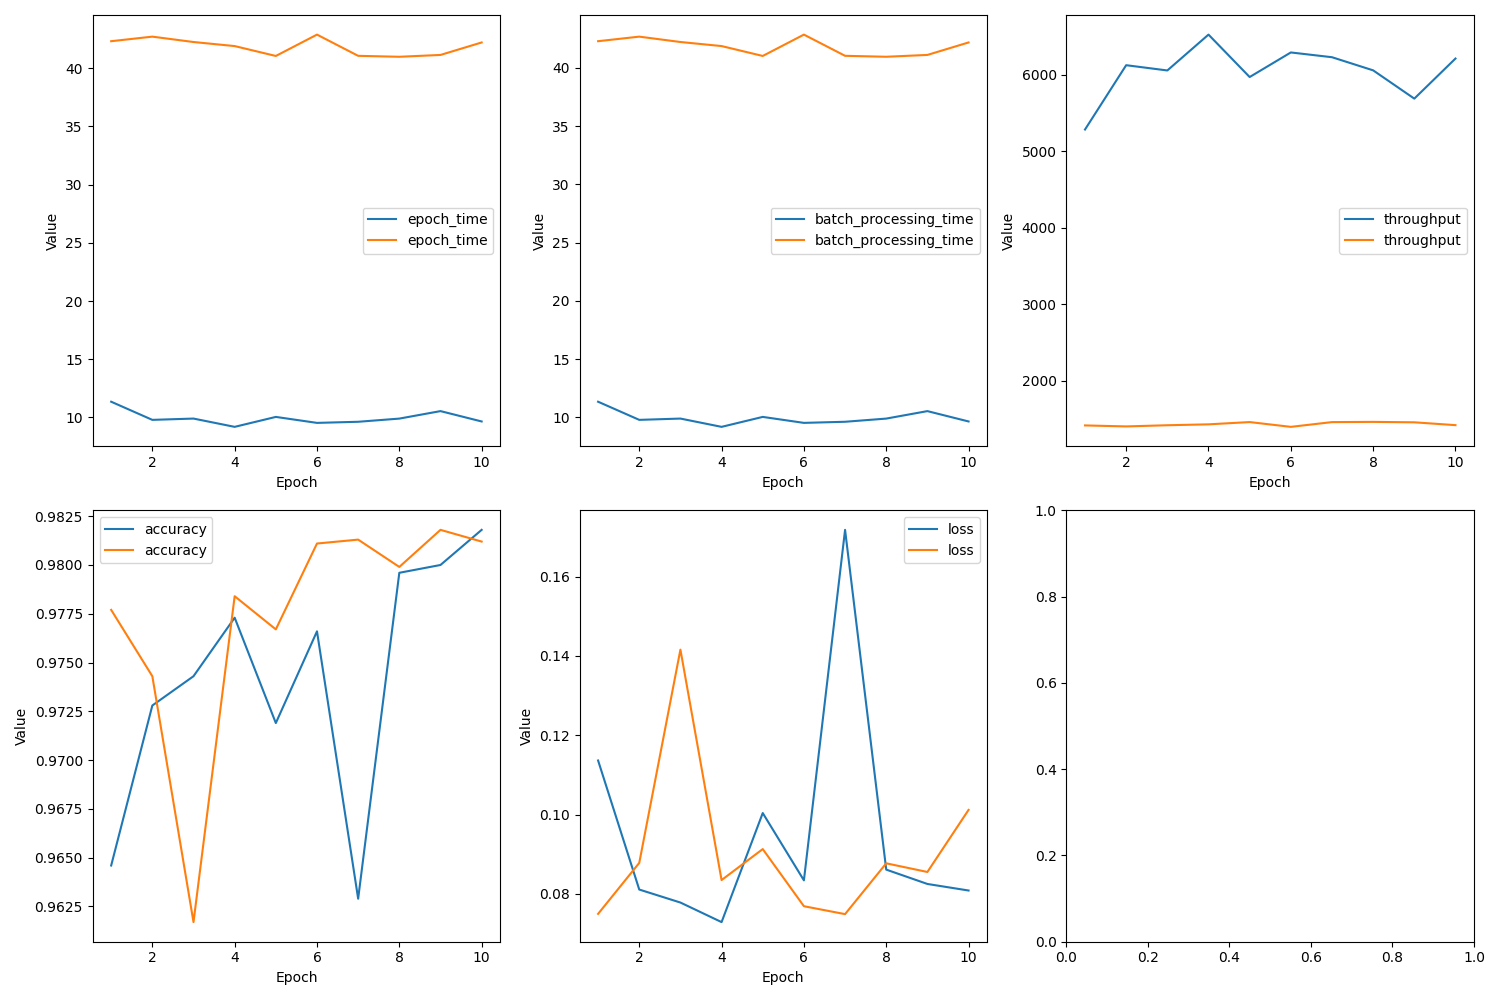 40
35
30
25
20
15
10
Value
epoch_time
epoch_time
2 4 6 8 10
Epoch
40
35
30
25
20
15
10
Value
batch_processing_time
batch_processing_time
2 4 6 8 10
Epoch
6000
5000
4000
3000
2000
Value
throughput
throughput
2 4 6 8 10
Epoch
0.9825
0.9800
0.9775
0.9750
0.9725
0.9700
0.9675
0.9650
0.9625
Value
accuracy
accuracy
2 4 6 8 10
Epoch
0.16
0.14
0.12
0.10
0.08
Value
loss
loss
2 4 6 8 10
Epoch
1.0
0.8
0.6
0.4
0.2
0.0
0.0 0.2 0.4 0.6 0.8 1.0